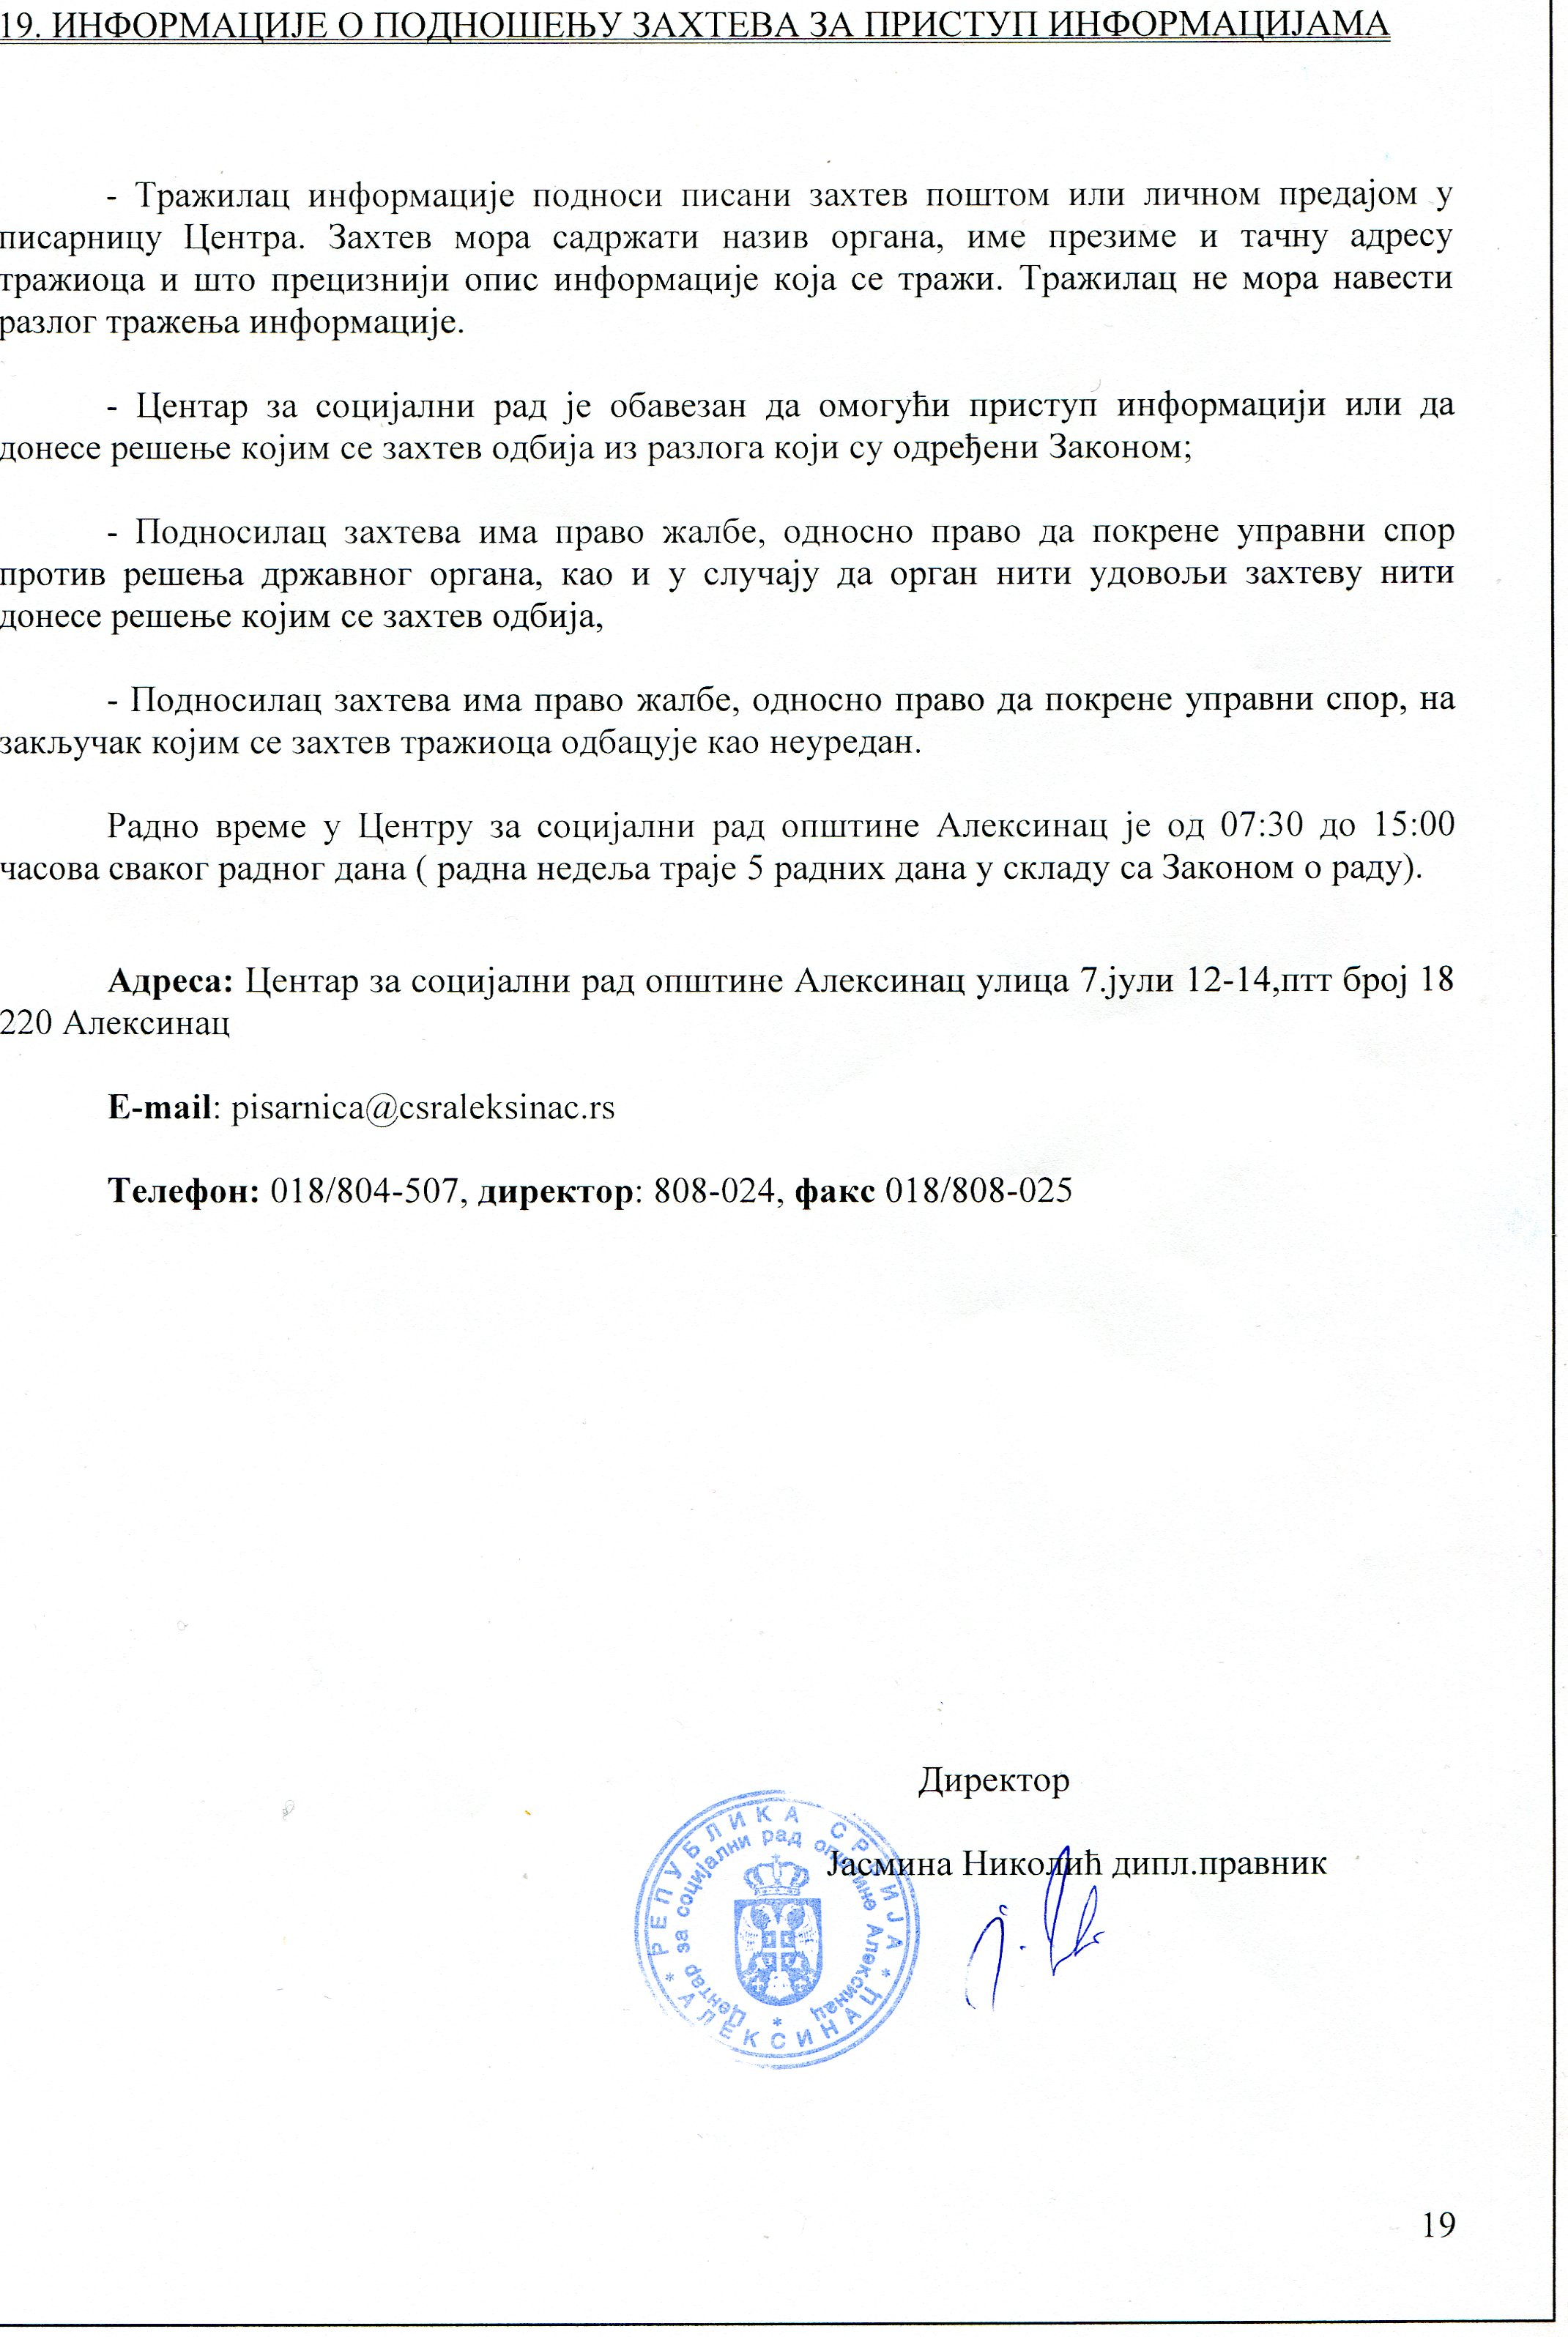 19. ИНФОРМАЦИЈЕ О ПОДНОШЕЊУ ЗАХТЕВА ЗА ПРИСТУП ИНФОРМАЦИЈАМА
- Тражилац информације подноси писани захтев поштом или личном предајом у
писарницу Центра. Захтев мора садржати назив органа, име презиме и тачну адресу
тражиоца и што прецизнији опис информације која се тражи. Тражилац не мора навести
разлог тражења информације.
- Центар за социјални рад је обавезан да омогући приступ информацији или да
донесе решење којим се захтев одбија из разлога који су одређени Законом;
- Подносилац захтева има право жалбе, односно право да покрене управни спор
против решења државног органа, као и у случају да орган нити удовољи захтеву нити
донесе решење којим се захтев одбија,
- Подносилац захтева има право жалбе, односно право да покрене управни спор, на
закључак којим се захтев тражиоца одбацује као неуредан.
Радно време у Центру за социјални рад општине Алексинац је од 07:30 до 15:00
часова сваког радног дана ( радна недеља траје 5 радних дана у складу са Законом о раду).
Адреса: Центар за социјални рад општине Алексинац улица 7.јули 12-14,птт број 18
220 Алексинац
E-mail: pisarnica@csraleksinac.rs
Телефон: 018/804-507, директор: 808-024, факс 018/808-025
Директор
Јасмина Николић дипл.правник
* РЕПУБЛИКА СРБИЈА * АЛЕКСИНАЦ
Центар за социјални рад општине Алексинац *
19